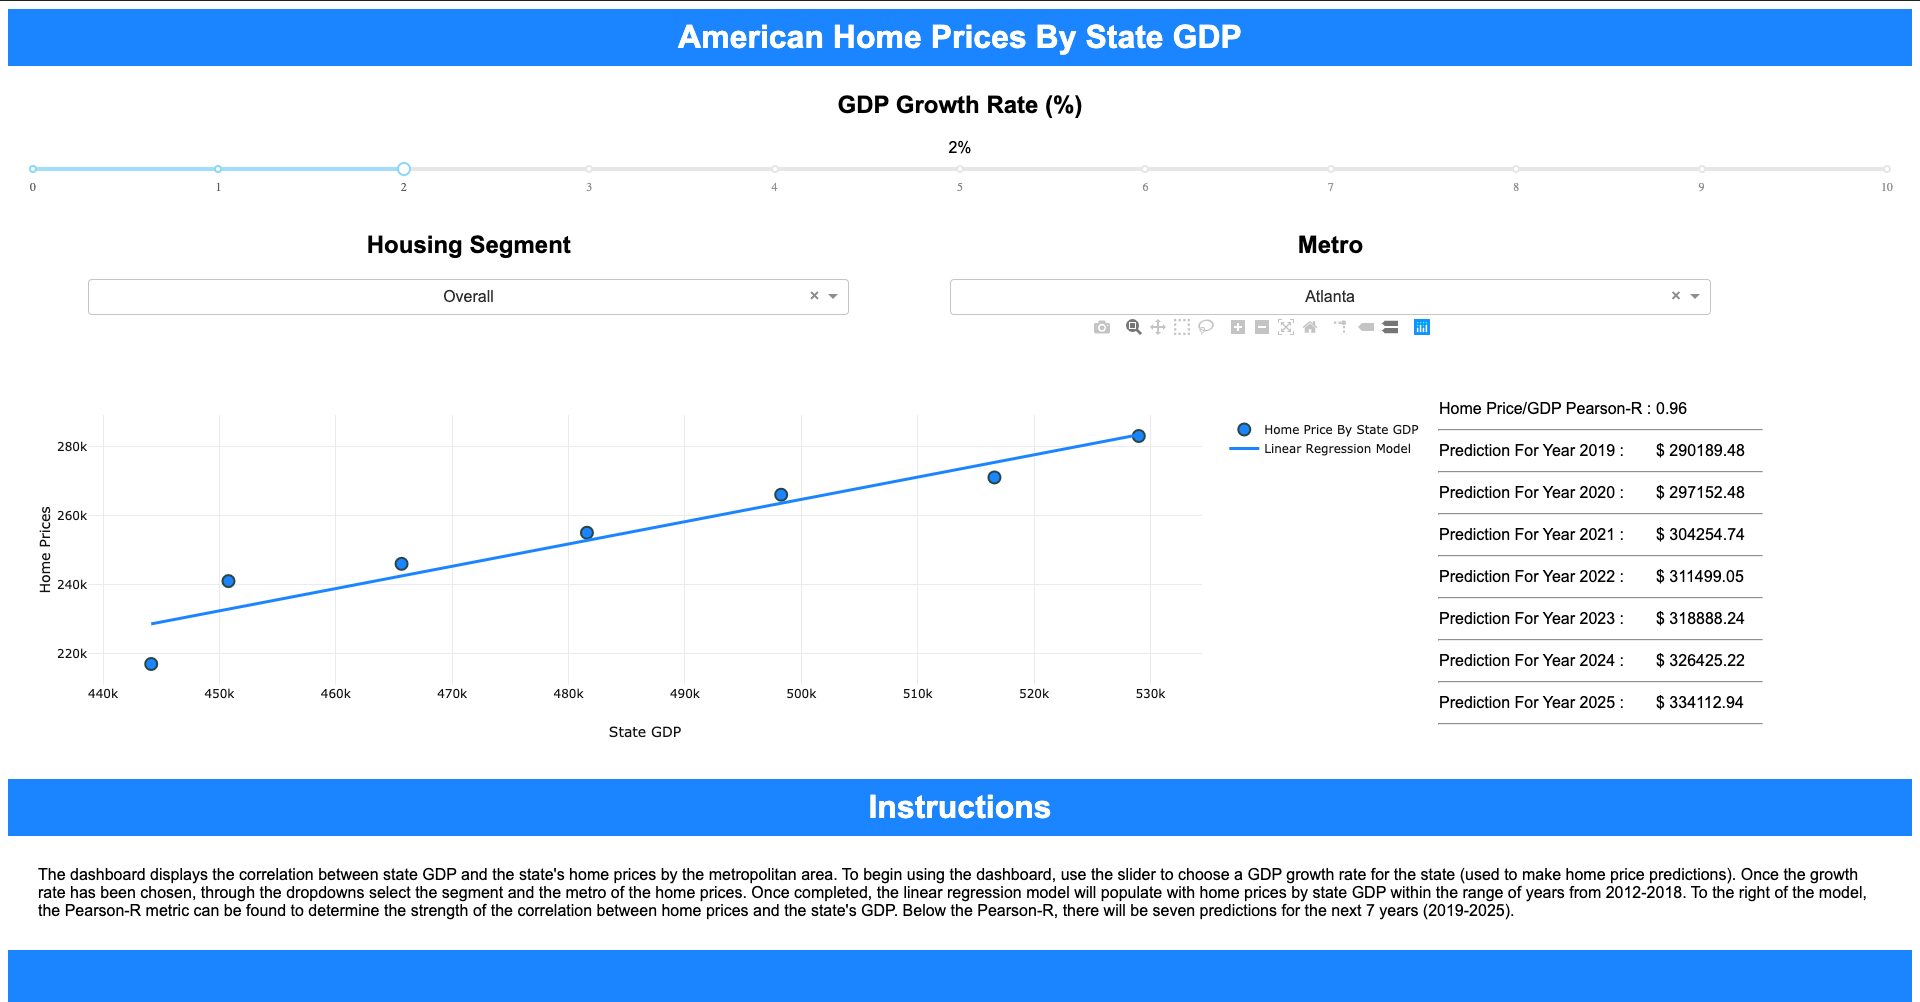 American Home Prices By State GDP
GDP Growth Rate (%)
2%
0 1 2 3 4 5 6 7 8 9 10
Housing Segment
Metro
Overall
Atlanta
Home Price By State GDP
Linear Regression Model
Home Prices
280k
260k
240k
220k
440k 450k 460k 470k 480k 490k 500k 510k 520k 530k
State GDP
Home Price/GDP Pearson-R : 0.96
Prediction For Year 2019 : $ 290189.48
Prediction For Year 2020 : $ 297152.48
Prediction For Year 2021 : $ 304254.74
Prediction For Year 2022 : $ 311499.05
Prediction For Year 2023 : $ 318888.24
Prediction For Year 2024 : $ 326425.22
Prediction For Year 2025 : $ 334112.94
Instructions
The dashboard displays the correlation between state GDP and the state's home prices by the metropolitan area. To begin using the dashboard, use the slider to choose a GDP growth rate for the state (used to make home price predictions). Once the growth
rate has been chosen, through the dropdowns select the segment and the metro of the home prices. Once completed, the linear regression model will populate with home prices by state GDP within the range of years from 2012-2018. To the right of the model,
the Pearson-R metric can be found to determine the strength of the correlation between home prices and the state's GDP. Below the Pearson-R, there will be seven predictions for the next 7 years (2019-2025).